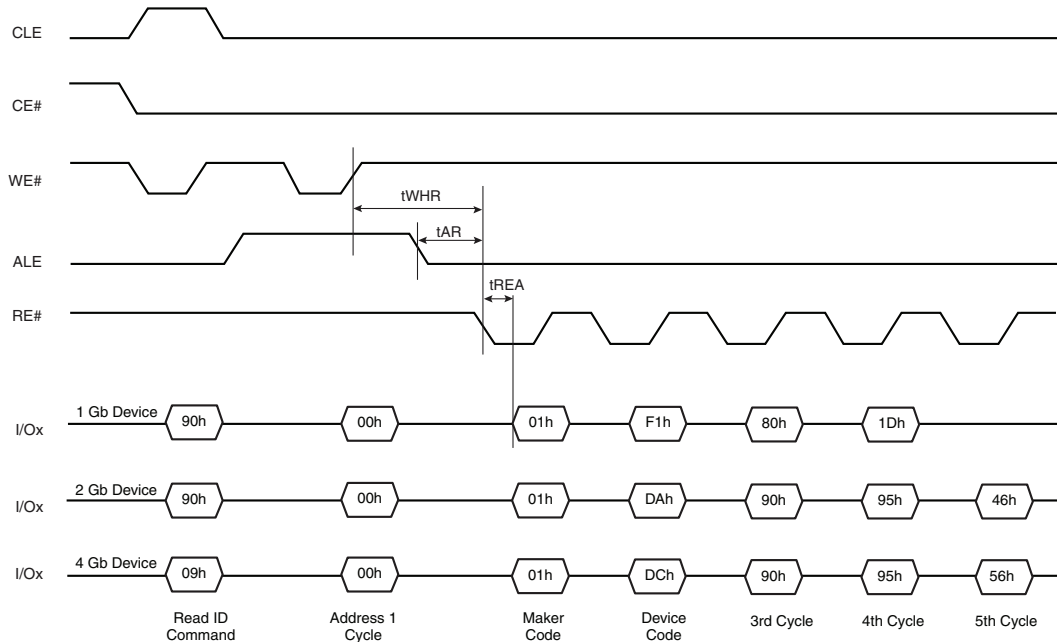 CLE
CE#
WE#
tWHR
tAR
ALE
tREA
RE#
1 Gb Device
I/Ox 90h 00h 01h F1h 80h 1Dh
2 Gb Device
I/Ox 90h 00h 01h DAh 90h 95h 46h
4 Gb Device
I/Ox 09h 00h 01h DCh 90h 95h 56h
Read ID Address 1 Maker Device 3rd Cycle 4th Cycle 5th Cycle
Command Cycle Code Code